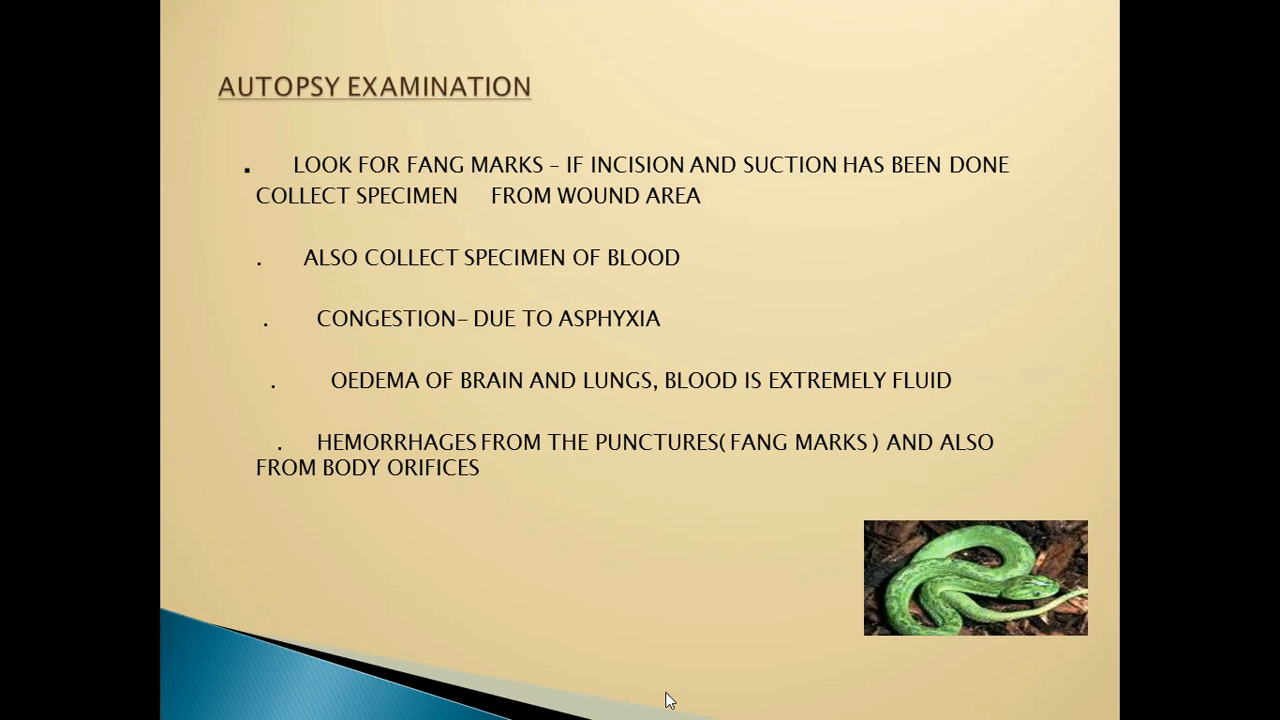 AUTOPSY EXAMINATION
. LOOK FOR FANG MARKS – IF INCISION AND SUCTION HAS BEEN DONE
COLLECT SPECIMEN FROM WOUND AREA
. ALSO COLLECT SPECIMEN OF BLOOD
. CONGESTION- DUE TO ASPHYXIA
. OEDEMA OF BRAIN AND LUNGS, BLOOD IS EXTREMELY FLUID
. HEMORRHAGES FROM THE PUNCTURES( FANG MARKS ) AND ALSO
FROM BODY ORIFICES